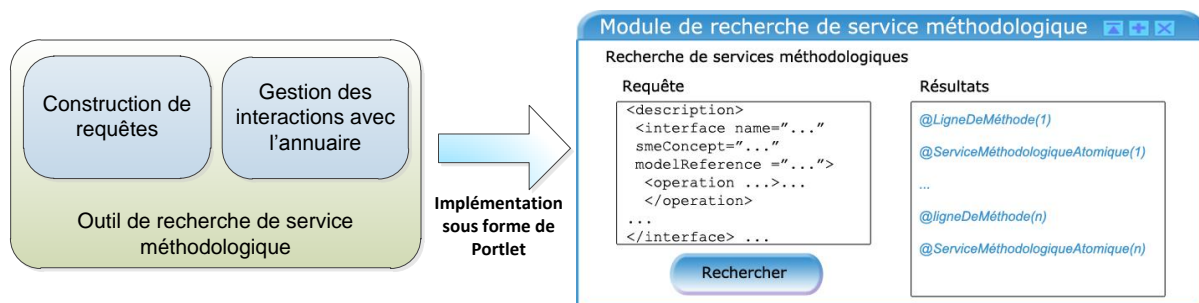 Construction de
requêtes
Gestion des
interactions avec
l'annuaire
Outil de recherche de service
méthodologique
Implémentation
sous forme de
Portlet
Module de recherche de service méthodologique
Recherche de services méthodologiques
Requête
<description>
<interface name="..."
smeConcept="..."
modelReference ="...">
<operation ...>...
</operation>
...
</interface> ...
Rechercher
Résultats
@LigneDeMéthode(1)
@ServiceMéthodologiqueAtomique(1)
...
@ligneDeMéthode(n)
@ServiceMéthodologiqueAtomique(n)